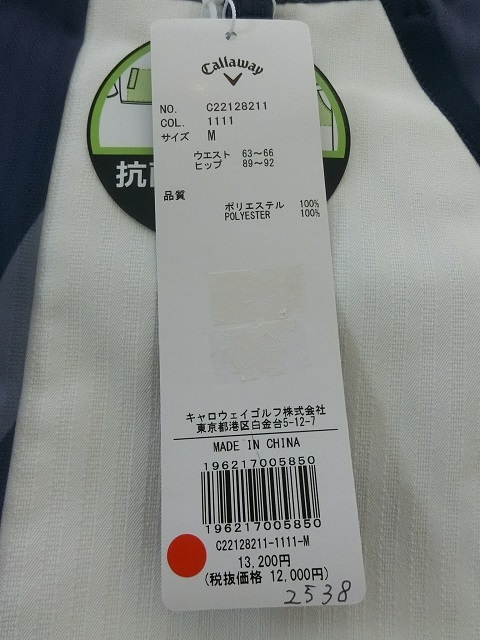 Callaway
NO. C22128211
COL. 1111
サイズ M
ウエスト 63～66
ヒップ 89～92
品質
ポリエステル 100%
POLYESTER 100%
抗
キャロウェイゴルフ株式会社
東京都港区白金台5-12-7
MADE IN CHINA
196217005850
196217005850
C22128211-1111-M
13,200円
(税抜価格 12,000円)
2538